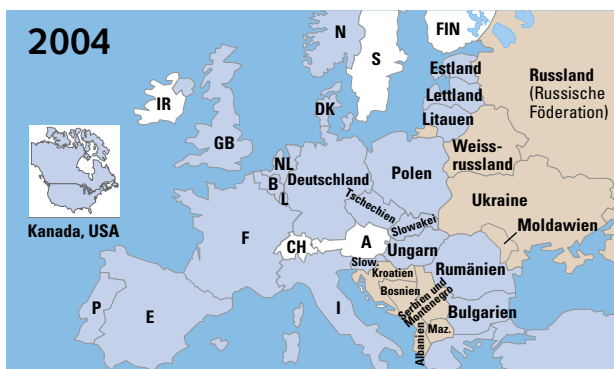 2004
N
FIN
S
Estland
Lettland
Litauen
Russland
(Russische
Föderation)
IR
DK
GB
Weiss-
russland
NL
B
L
Deutschland
Polen
Kanada, USA
Tschechien
Slowakei
Ukraine
Moldawien
F
CH
A
Ungarn
Rumänien
Slow.
Kroatien
Bosnien
Serbien und
Montenegro
Bulgarien
P
E
I
Albanien
Maz.